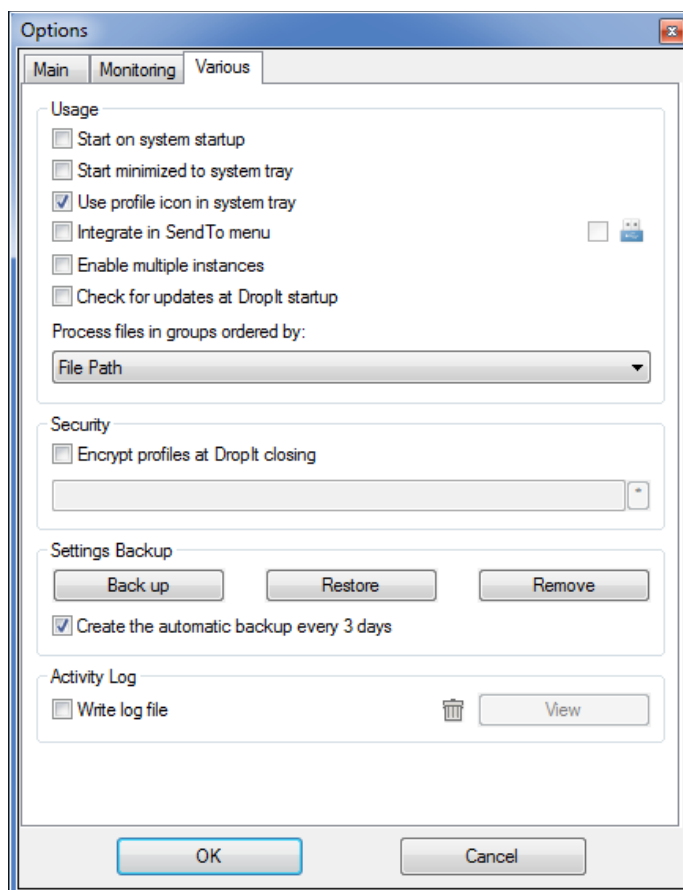 Options
Main Monitoring Various
Usage
Start on system startup
Start minimized to system tray
Use profile icon in system tray
Integrate in SendTo menu
Enable multiple instances
Check for updates at DropIt startup
Process files in groups ordered by:
File Path
Security
Encrypt profiles at DropIt closing
*
Settings Backup
Back up Restore Remove
Create the automatic backup every 3 days
Activity Log
Write log file View
OK Cancel